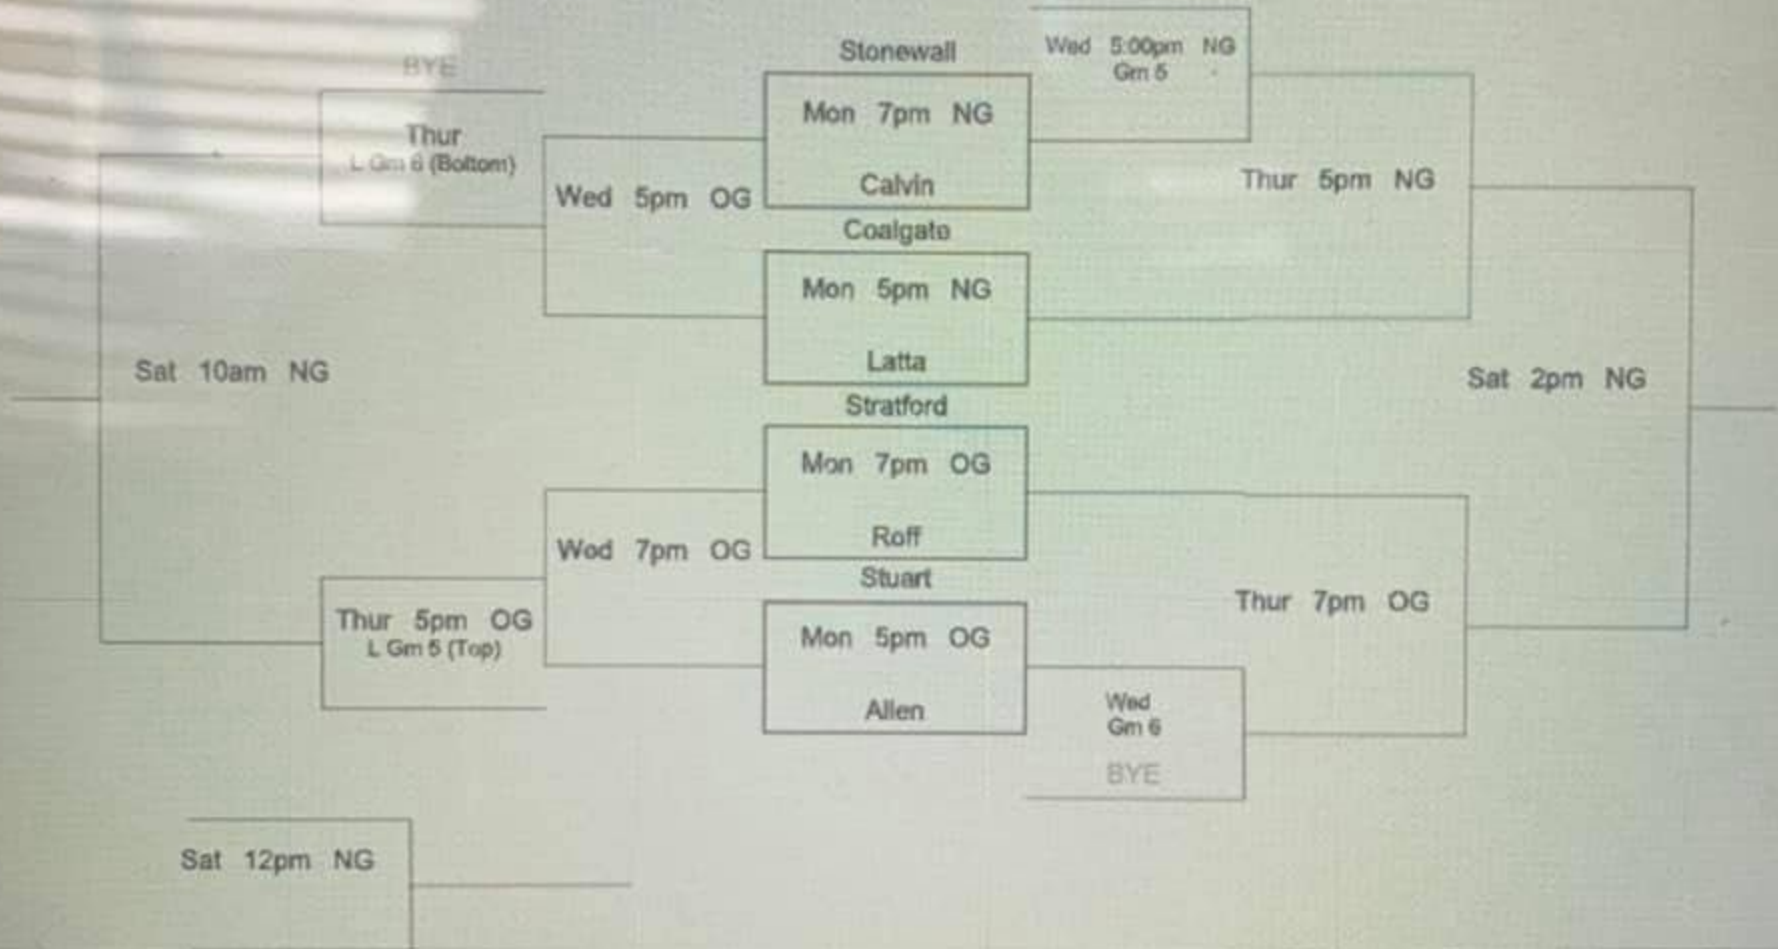 BYE
Thur
L Gm 6 (Bottom)
Wed 5pm OG
Sat 10am NG
Wed 7pm OG
Thur 5pm OG
L Gm 5 (Top)
Sat 12pm NG
Stonewall
Mon 7pm NG
Calvin
Coalgate
Mon 5pm NG
Latta
Stratford
Mon 7pm OG
Roff
Stuart
Mon 5pm OG
Allen
Wed 5:00pm NG
Gm 5
Thur 5pm NG
Sat 2pm NG
Thur 7pm OG
Wed
Gm 6
BYE